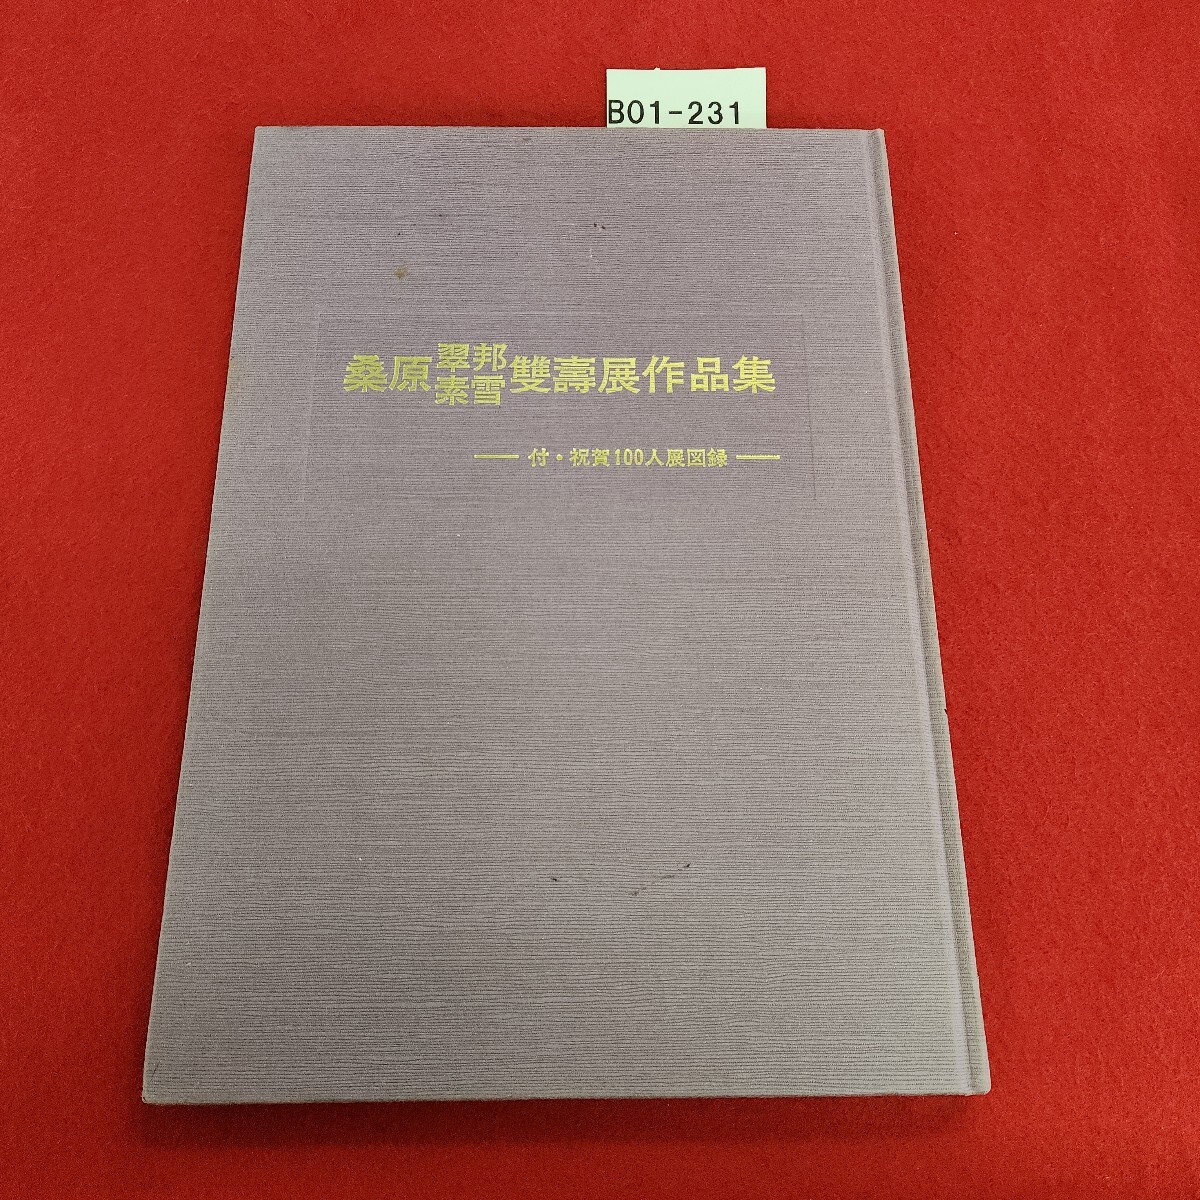 B01-231
桑原翠邦素雪雙壽展作品集
― 付・祝賀100人展図録 ―